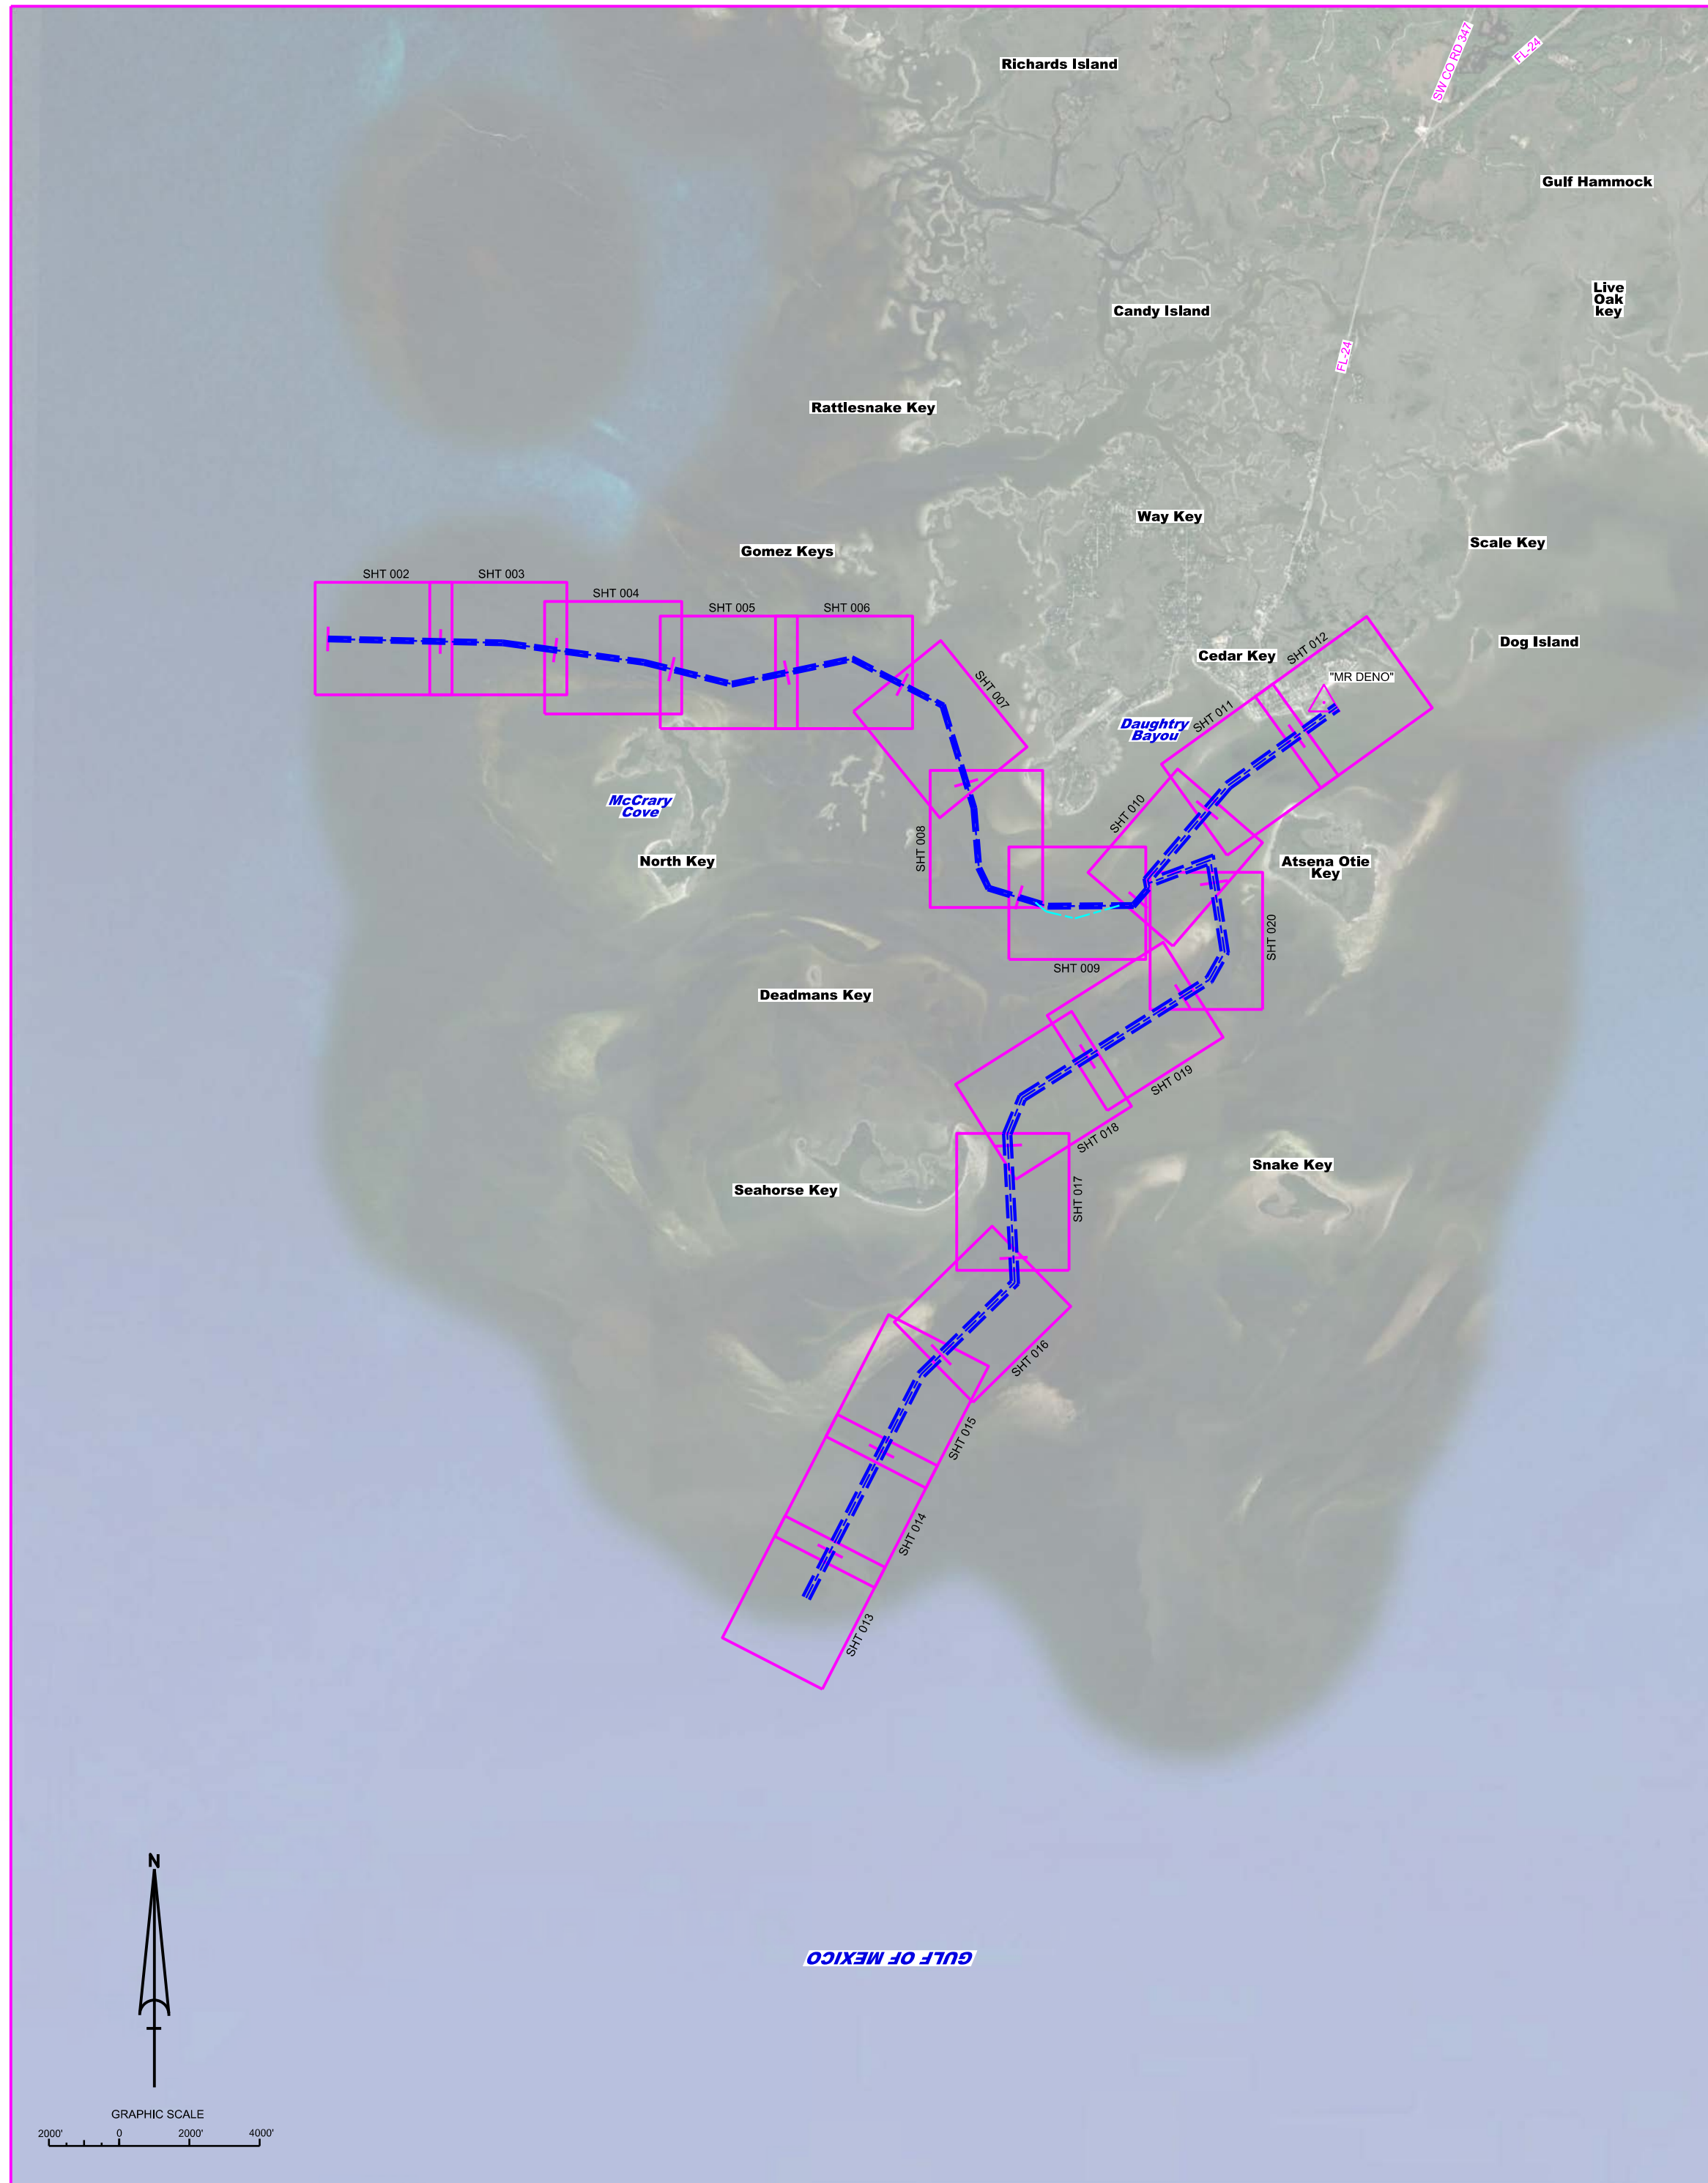 Richards Island
SW CO RD 347
FL-24
Gulf Hammock
Live
Oak
key
Candy Island
FL-24
Rattlesnake Key
Way Key
Scale Key
Gomez Keys
SHT 002
SHT 003
SHT 004
SHT 005
SHT 006
SHT 007
Cedar Key
SHT 012
Dog Island
"MR DENO"
SHT 011
Daughtry
Bayou
McCrary
Cove
SHT 010
SHT 008
North Key
Atsena Otie
Key
SHT 020
SHT 009
Deadmans Key
SHT 019
SHT 018
Snake Key
Seahorse Key
SHT 017
SHT 016
SHT 015
SHT 014
SHT 013
N
GULF OF MEXICO
GRAPHIC SCALE
2000' 0 2000' 4000'